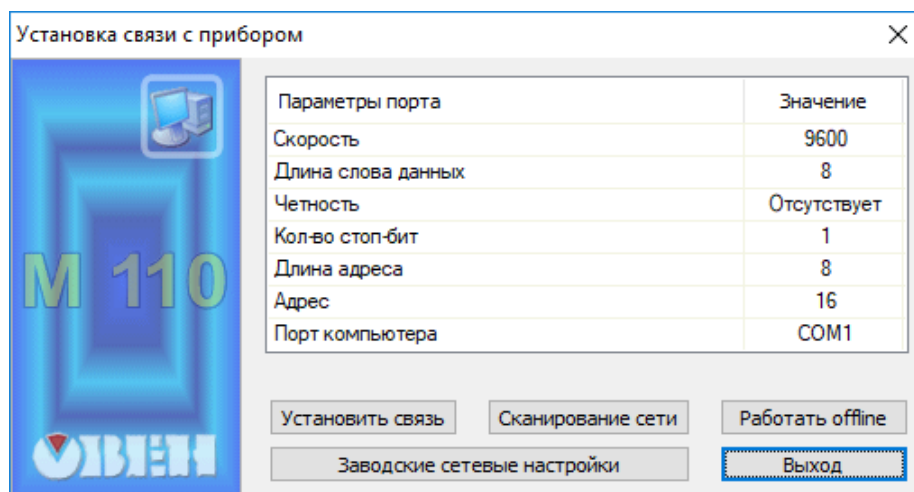 Установка связи с прибором
M 110
ОВЕН
Параметры порта Значение
Скорость 9600
Длина слова данных 8
Четность Отсутствует
Кол-во стоп-бит 1
Длина адреса 8
Адрес 16
Порт компьютера COM1
Установить связь Сканирование сети Работать offline
Заводские сетевые настройки Выход